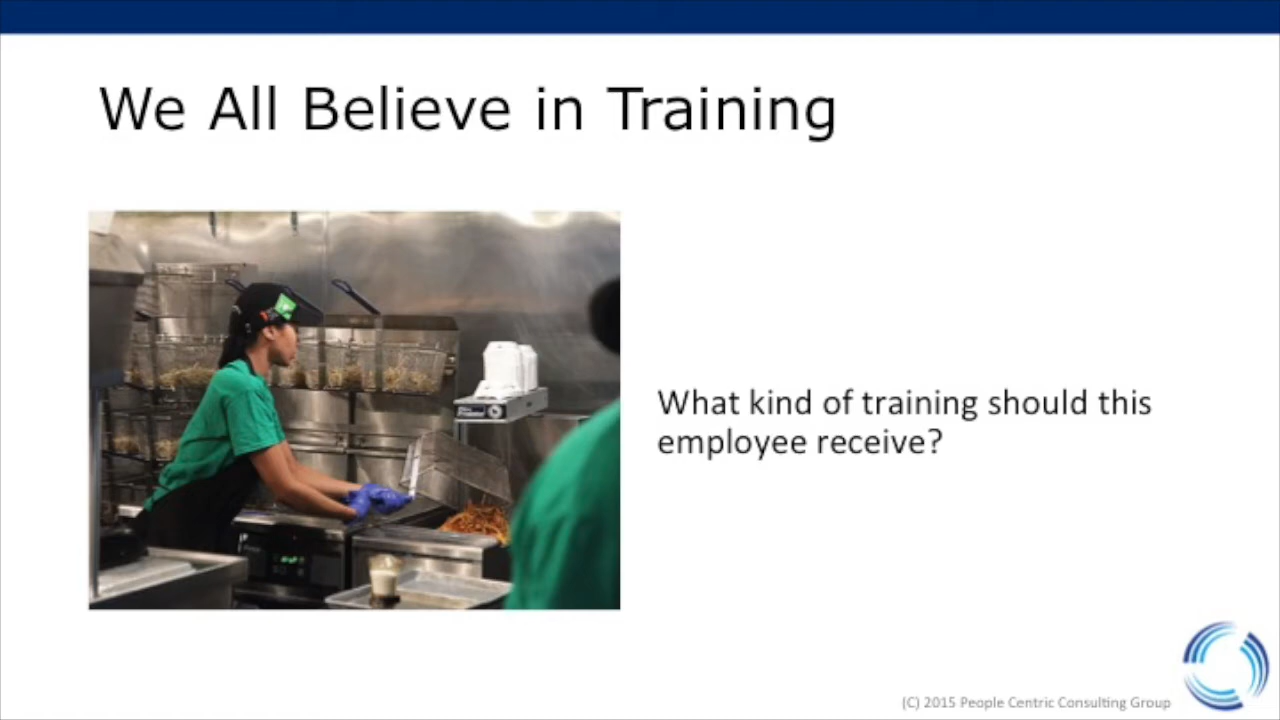 We All Believe in Training
What kind of training should this
employee receive?
(C) 2015 People Centric Consulting Group